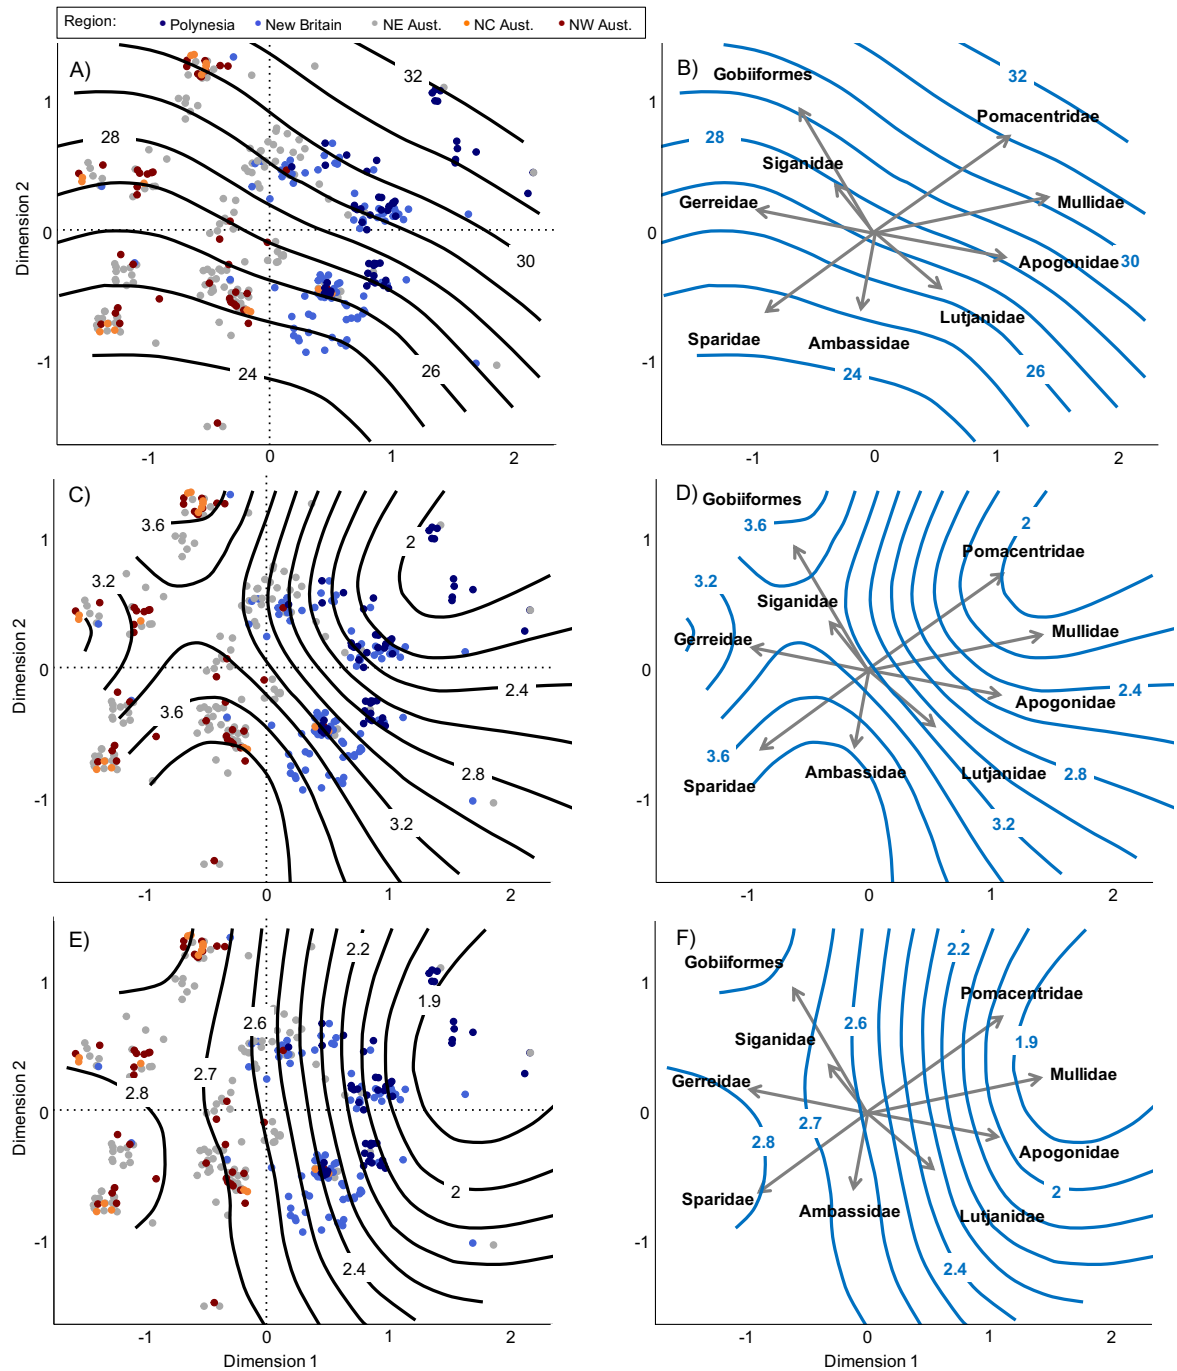 Region: Polynesia New Britain NE Aust. NC Aust. NW Aust.
A)
32
28
30
26
24
1
0
-1
Dimension 2
-1 0 1 2
B)
Gobiiformes
32
Pomacentridae
28
Siganidae
Gerreidae
Mullidae
Apogonidae
30
Lutjanidae
Sparidae
Ambassidae
24
26
1
0
-1
-1 0 1 2
C)
3.6
2
3.2
2.4
3.6
2.8
3.2
1
0
-1
Dimension 2
-1 0 1 2
D)
Gobiiformes
3.6
2
Pomacentridae
3.2
Siganidae
Gerreidae
Mullidae
2.4
Apogonidae
3.6
Sparidae
Ambassidae
Lutjanidae
2.8
3.2
1
0
-1
-1 0 1 2
E)
2.2
1.9
2.6
2.7
2.8
2
2.4
1
0
-1
Dimension 2
-1 0 1 2
Dimension 1
F)
2.2
Gobiiformes
Pomacentridae
2.6
Siganidae
1.9
Gerreidae
Mullidae
2.7
2.8
Apogonidae
Sparidae
2
Ambassidae
Lutjanidae
2.4
1
0
-1
-1 0 1 2
Dimension 1